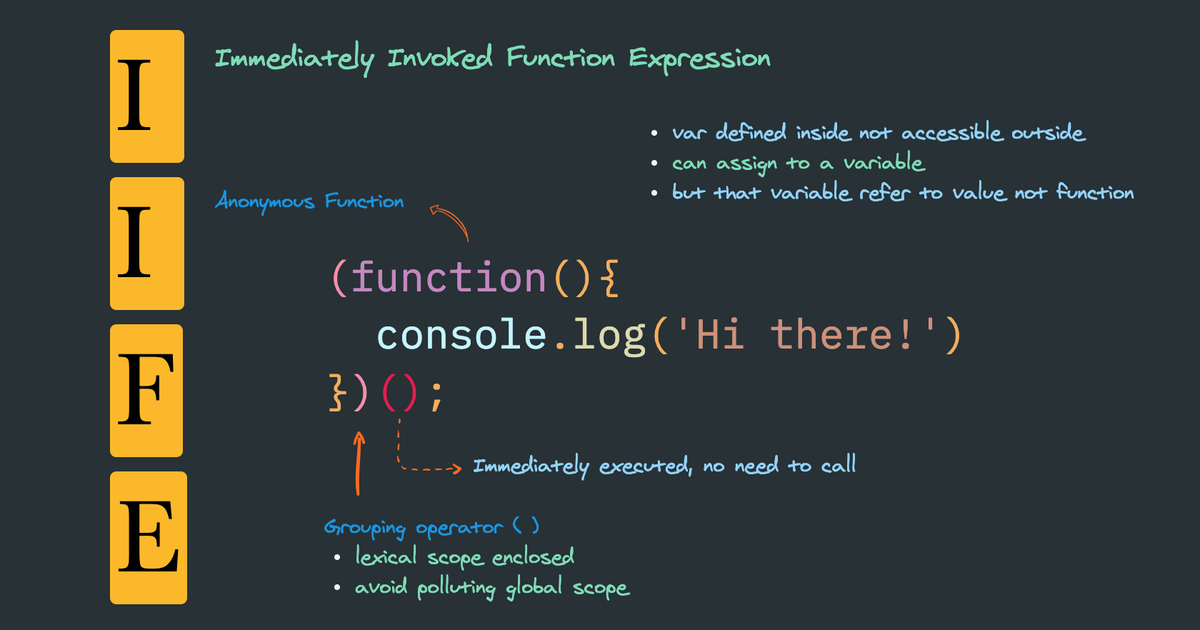 I
I
F
E
Immediately Invoked Function Expression
• var defined inside not accessible outside
• can assign to a variable
• but that variable refer to value not function
Anonymous Function
(function(){
  console.log('Hi there!')
})();
Immediately executed, no need to call
Grouping operator ( )
• lexical scope enclosed
• avoid polluting global scope